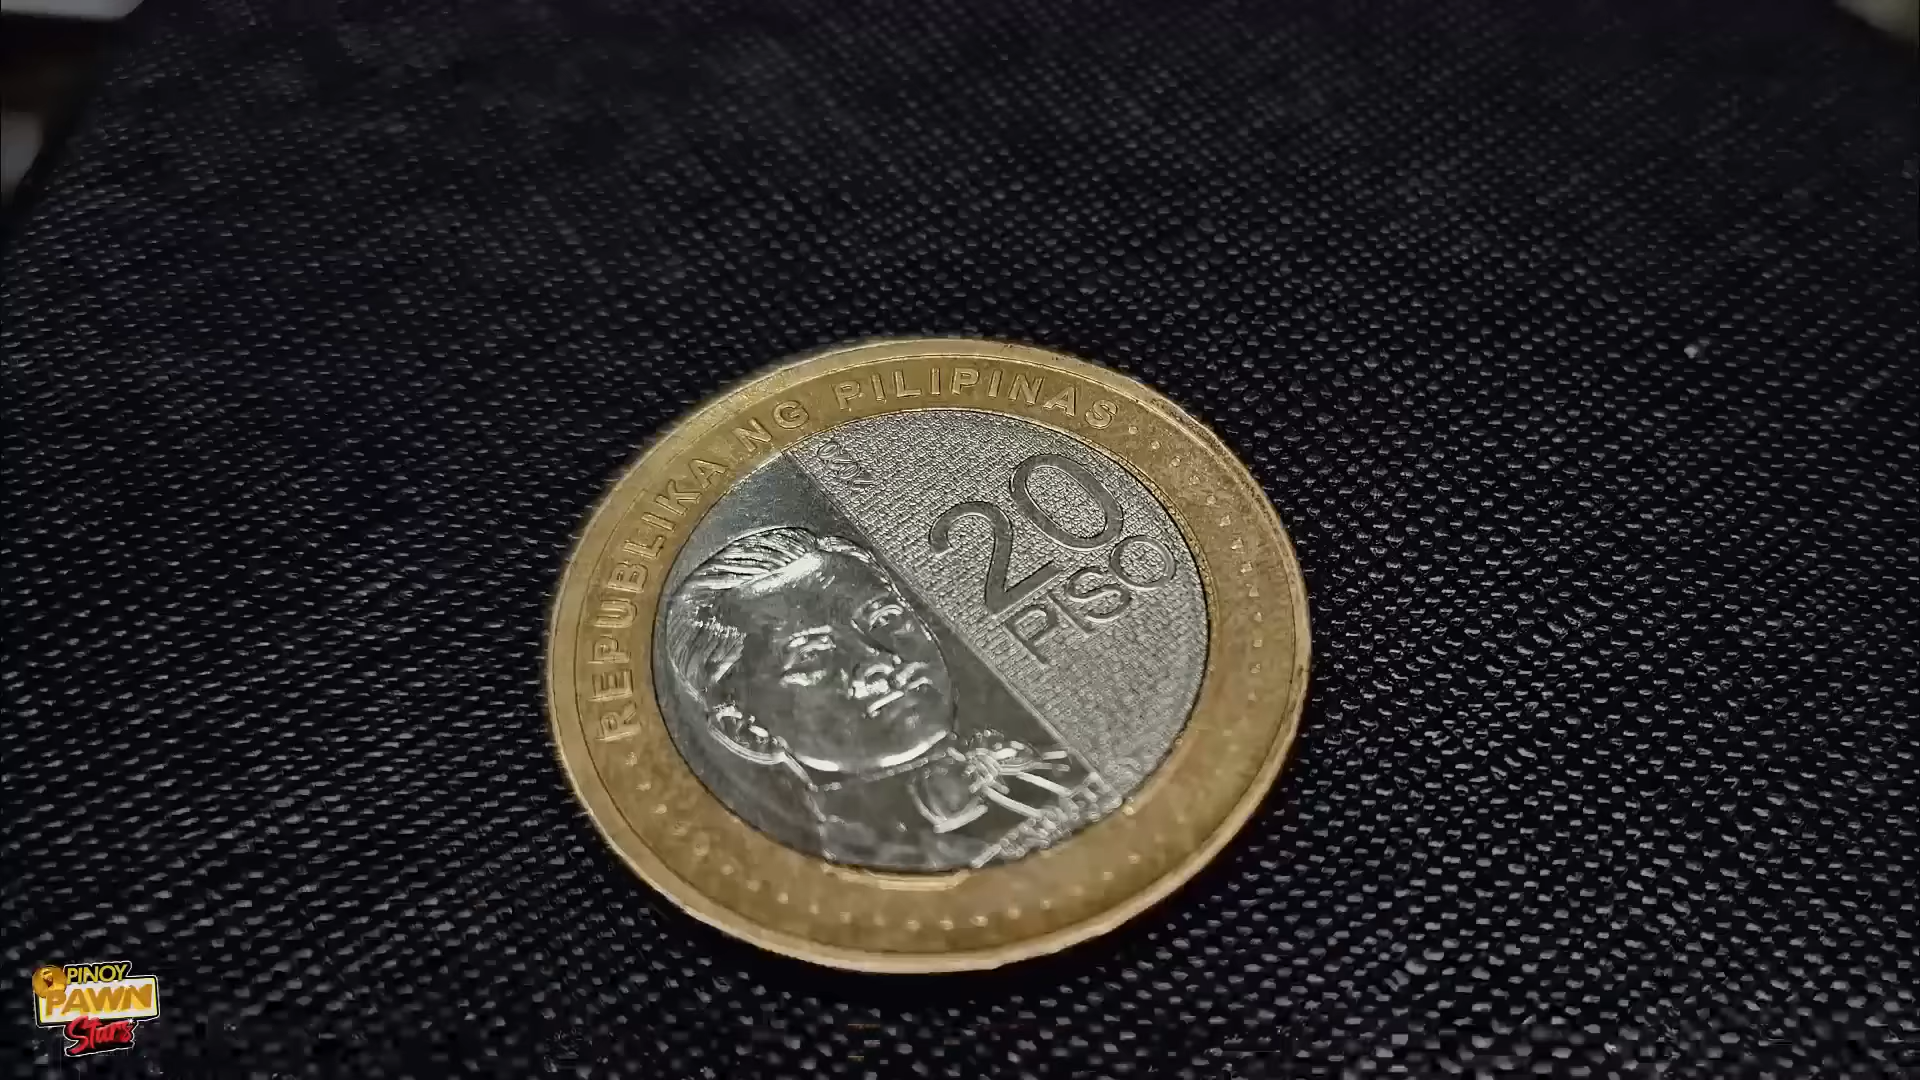 REPUBLIKA NG PILIPINAS
20
PISO
PINOY
PAWN
Stars